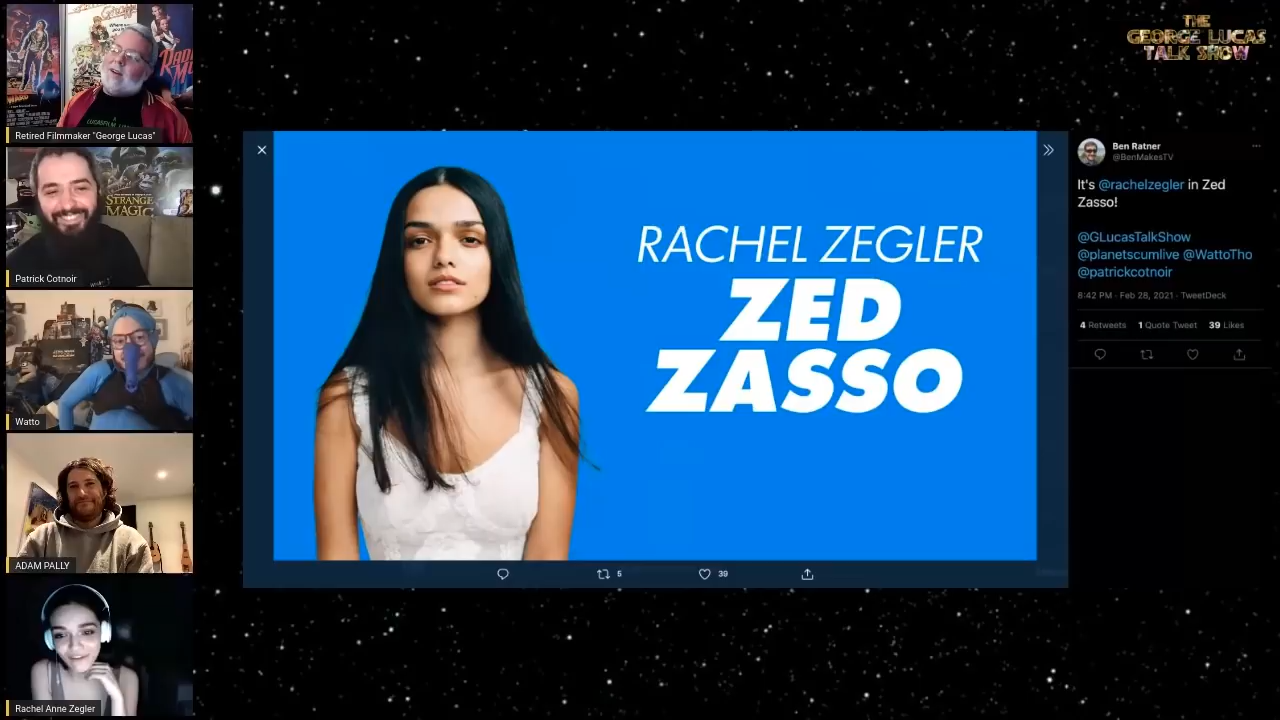 THE
GEORGE LUCAS
TALK SHOW
Retired Filmmaker "George Lucas"
STRANGE
MAGIC
Patrick Cotnoir
Watto
ADAM PALLY
Rachel Anne Zegler
RACHEL ZEGLER
ZED
ZASSO
5
39
Ben Ratner
@BenMakesTV
It's @rachelzegler in Zed
Zasso!
@GLucasTalkShow
@planetscumlive @WattoTho
@patrickcotnoir
8:42 PM · Feb 28, 2021 · TweetDeck
4 Retweets 1 Quote Tweet 39 Likes